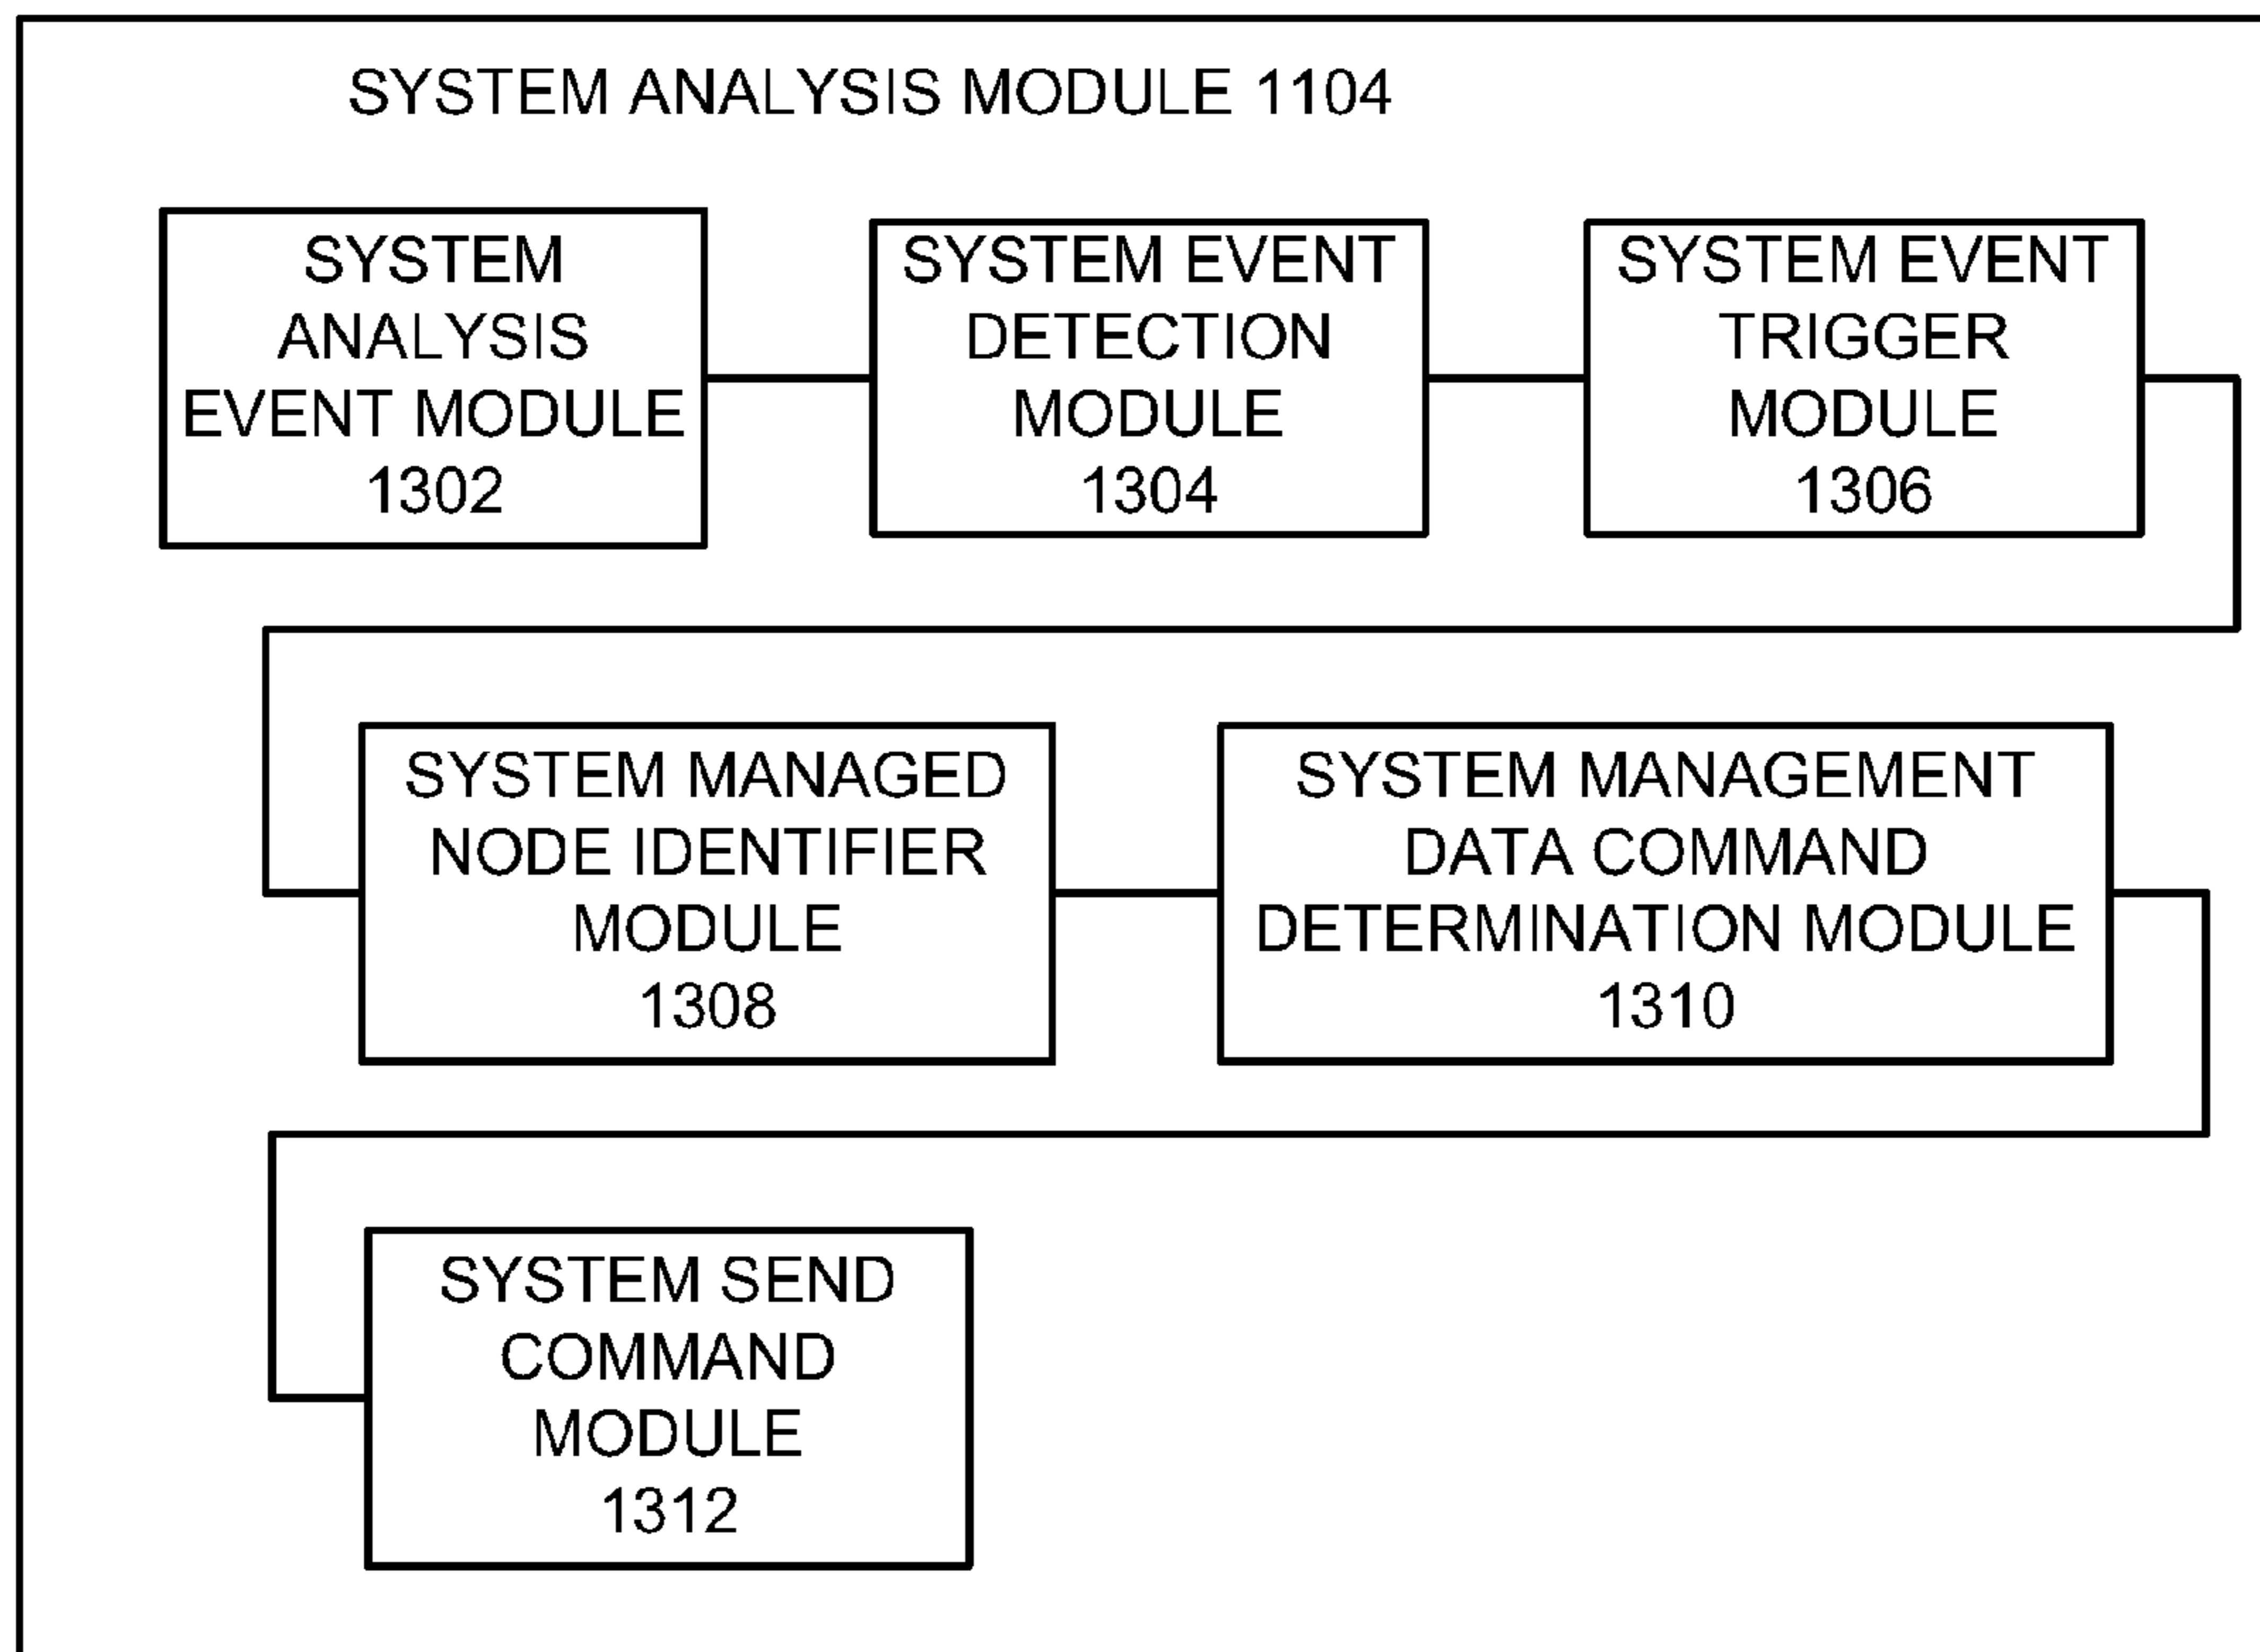 SYSTEM ANALYSIS MODULE 1104
SYSTEM
ANALYSIS
EVENT MODULE
1302
SYSTEM EVENT
DETECTION
MODULE
1304
SYSTEM EVENT
TRIGGER
MODULE
1306
SYSTEM MANAGED
NODE IDENTIFIER
MODULE
1308
SYSTEM MANAGEMENT
DATA COMMAND
DETERMINATION MODULE
1310
SYSTEM SEND
COMMAND
MODULE
1312